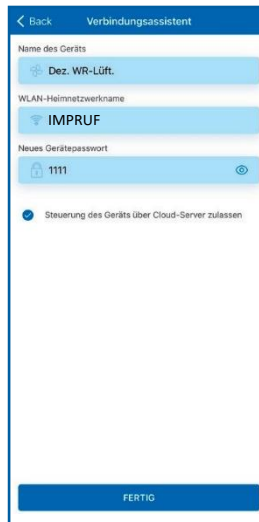 Back Verbindungsassistent
Name des Geräts
Dez. WR-Lüft.
WLAN-Heimnetzwerkname
IMPRUF
Neues Gerätepasswort
1111
Steuerung des Geräts über Cloud-Server zulassen
FERTIG